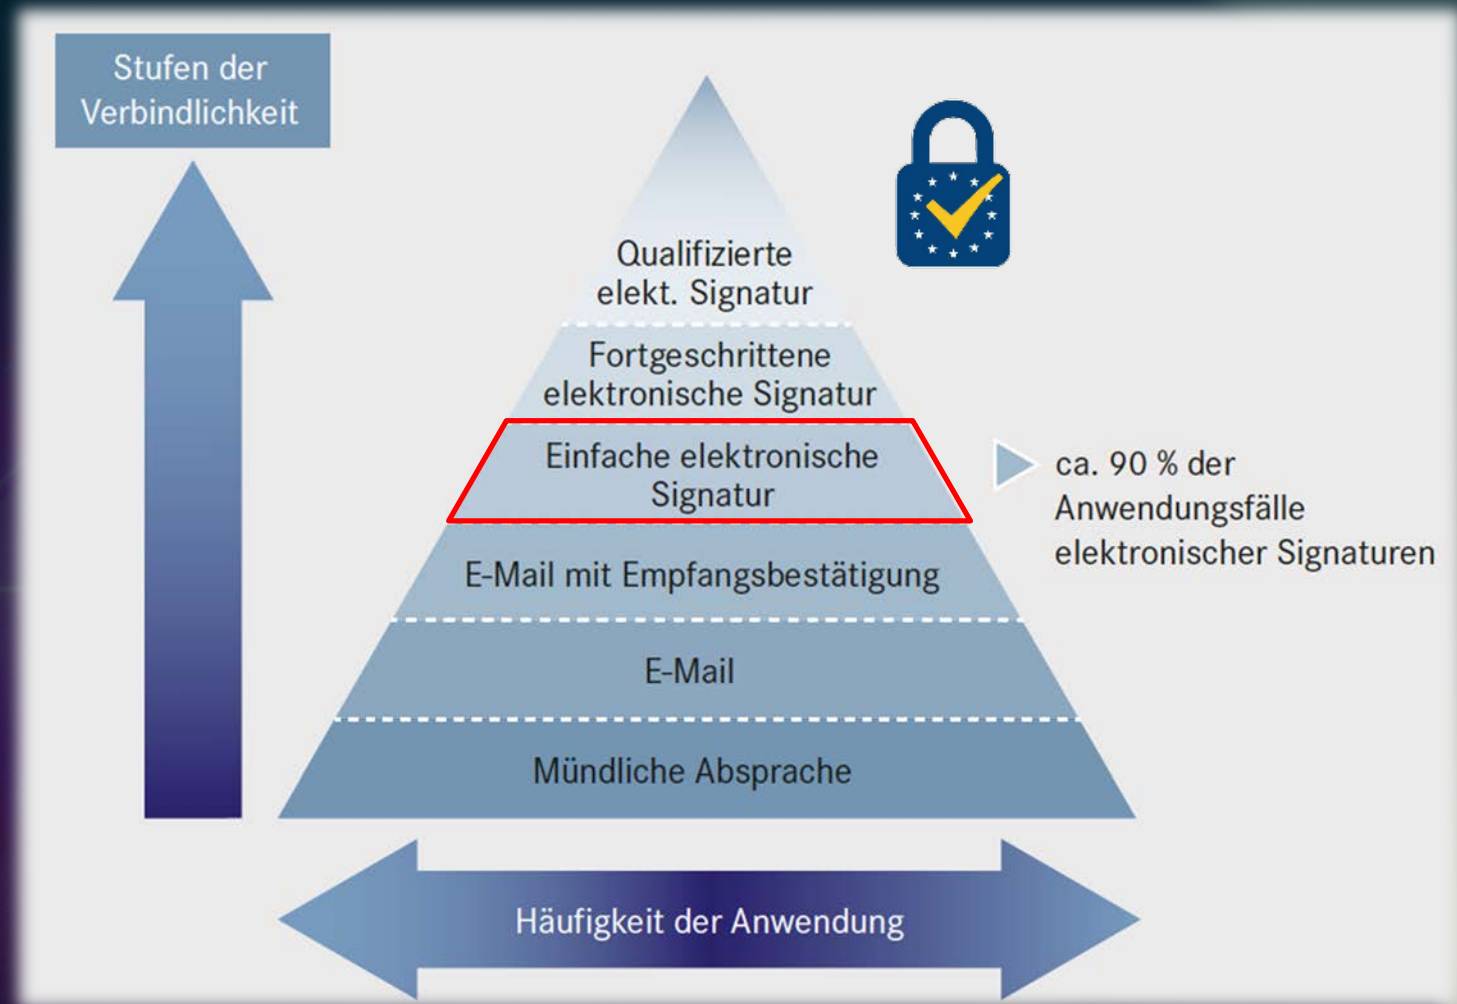 Stufen der
Verbindlichkeit
Qualifizierte
elekt. Signatur
Fortgeschrittene
elektronische Signatur
Einfache elektronische
Signatur
ca. 90 % der
Anwendungsfälle
elektronischer Signaturen
E-Mail mit Empfangsbestätigung
E-Mail
Mündliche Absprache
Häufigkeit der Anwendung